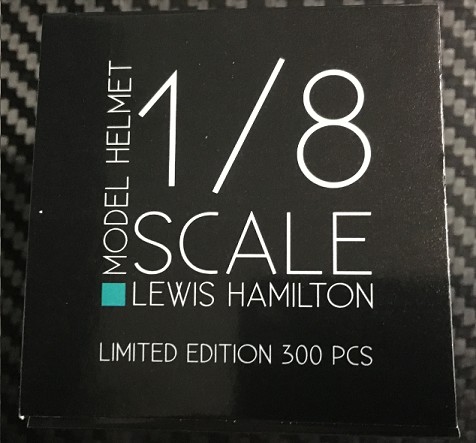 MODEL HELMET
1/8
SCALE
LEWIS HAMILTON
LIMITED EDITION 300 PCS